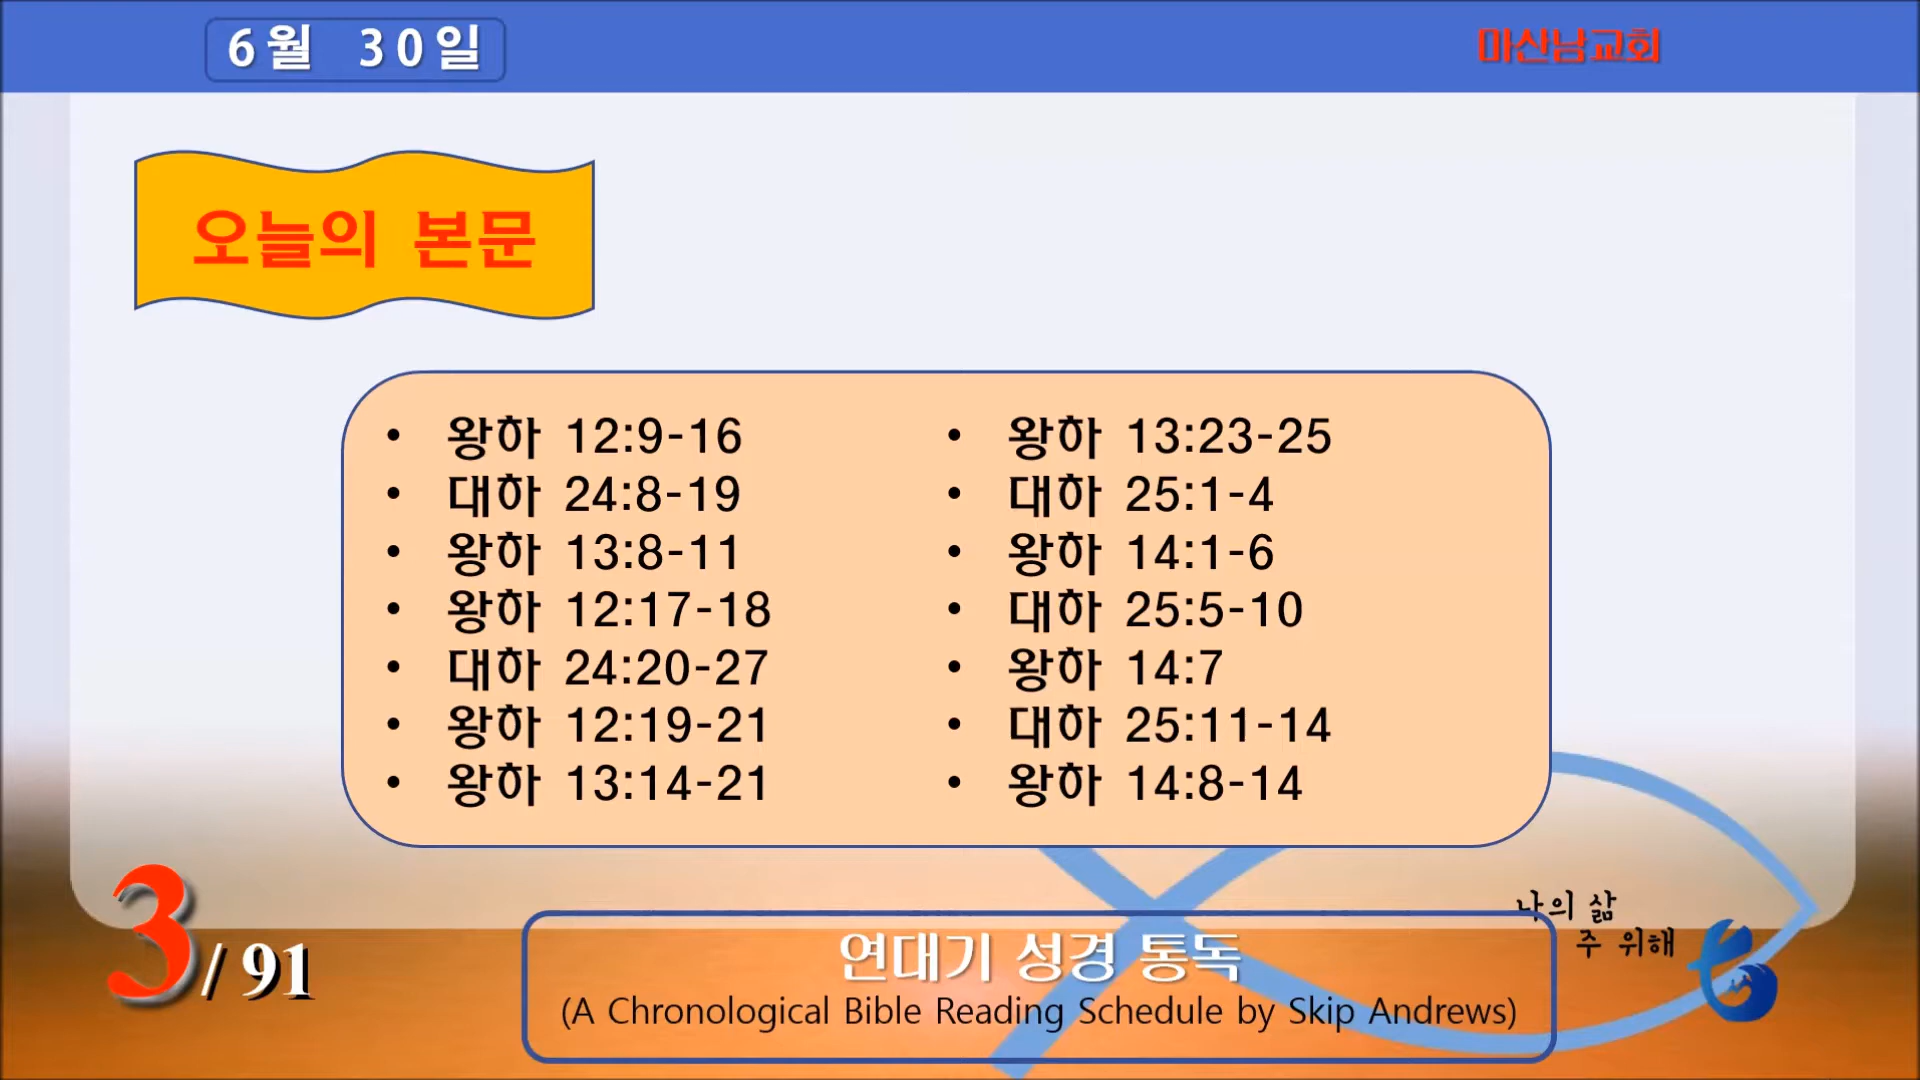 6월 30일
마산남교회
오늘의 본문
• 왕하 12:9-16
• 대하 24:8-19
• 왕하 13:8-11
• 왕하 12:17-18
• 대하 24:20-27
• 왕하 12:19-21
• 왕하 13:14-21
• 왕하 13:23-25
• 대하 25:1-4
• 왕하 14:1-6
• 대하 25:5-10
• 왕하 14:7
• 대하 25:11-14
• 왕하 14:8-14
3/ 91
연대기 성경 통독
(A Chronological Bible Reading Schedule by Skip Andrews)
나의 삶
주 위해